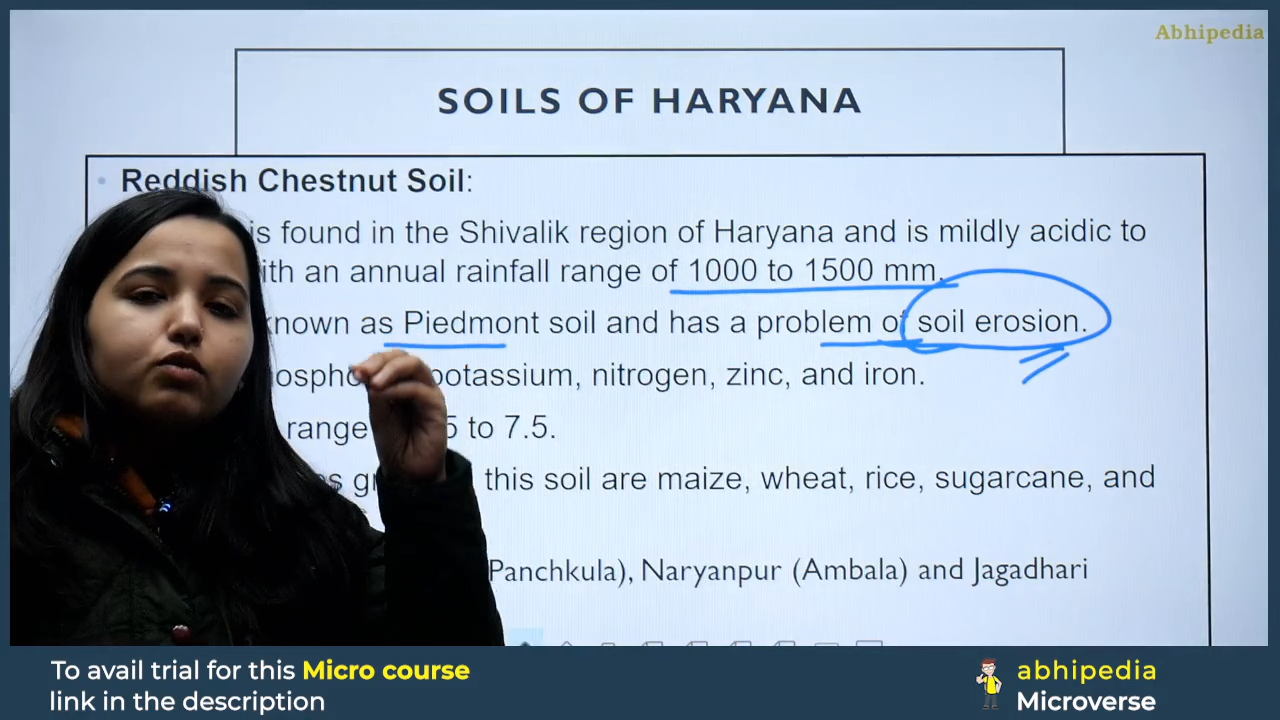 Abhipedia
SOILS OF HARYANA
• Reddish Chestnut Soil:
is found in the Shivalik region of Haryana and is mildly acidic to
with an annual rainfall range of 1000 to 1500 mm.
known as Piedmont soil and has a problem of soil erosion.
potassium, nitrogen, zinc, and iron.
range 5 to 7.5.
this soil are maize, wheat, rice, sugarcane, and
Panchkula), Naryanpur (Ambala) and Jagadhari
To avail trial for this Micro course
link in the description
abhipedia
Microverse